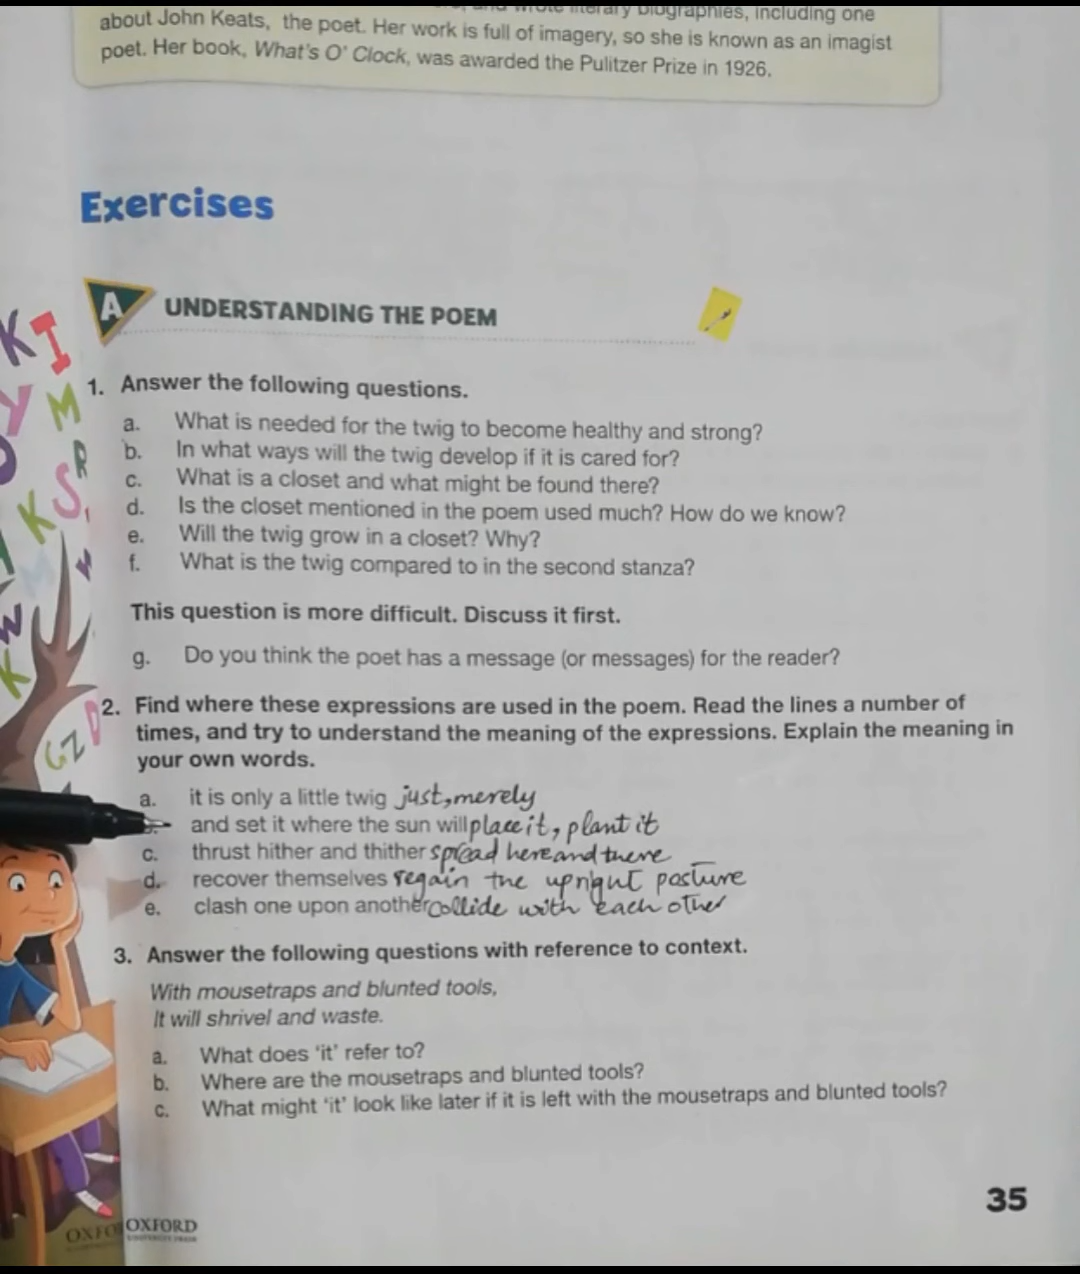 and wrote literary biographies, including one
about John Keats, the poet. Her work is full of imagery, so she is known as an imagist
poet. Her book, What's O' Clock, was awarded the Pulitzer Prize in 1926.
Exercises
A UNDERSTANDING THE POEM
1. Answer the following questions.
a. What is needed for the twig to become healthy and strong?
b. In what ways will the twig develop if it is cared for?
c. What is a closet and what might be found there?
d. Is the closet mentioned in the poem used much? How do we know?
e. Will the twig grow in a closet? Why?
f. What is the twig compared to in the second stanza?
This question is more difficult. Discuss it first.
g. Do you think the poet has a message (or messages) for the reader?
2. Find where these expressions are used in the poem. Read the lines a number of
times, and try to understand the meaning of the expressions. Explain the meaning in
your own words.
a. it is only a little twig just, merely
and set it where the sun will place it, plant it
c. thrust hither and thither spread here and there
d. recover themselves regain the upright posture
e. clash one upon another collide with each other
3. Answer the following questions with reference to context.
With mousetraps and blunted tools,
It will shrivel and waste.
a. What does 'it' refer to?
b. Where are the mousetraps and blunted tools?
c. What might 'it' look like later if it is left with the mousetraps and blunted tools?
35
OXFO OXFORD